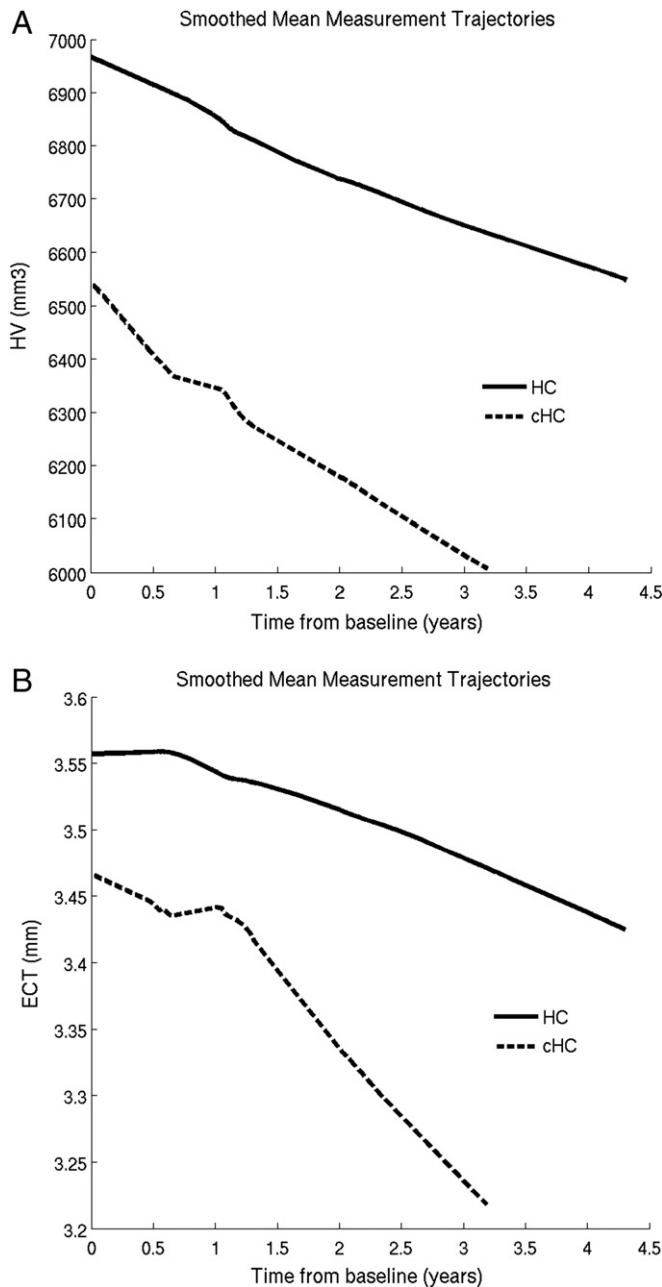 A
Smoothed Mean Measurement Trajectories
7000
6900
6800
6700
6600
6500
6400
6300
6200
6100
6000
HV (mm3)
HC
cHC
0 0.5 1 1.5 2 2.5 3 3.5 4 4.5
Time from baseline (years)
B
Smoothed Mean Measurement Trajectories
3.6
3.55
3.5
3.45
3.4
3.35
3.3
3.25
3.2
ECT (mm)
HC
cHC
0 0.5 1 1.5 2 2.5 3 3.5 4 4.5
Time from baseline (years)